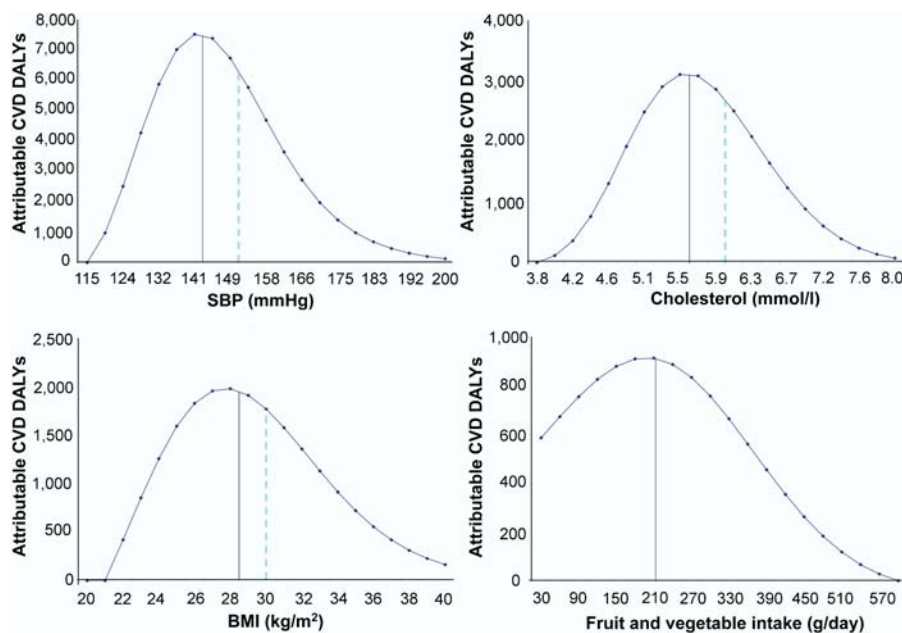 Attributable CVD DALYs
8,000
7,000
6,000
5,000
4,000
3,000
2,000
1,000
0
115 124 132 141 149 158 166 175 183 192 200
SBP (mmHg)
Attributable CVD DALYs
4,000
3,000
2,000
1,000
0
3.8 4.2 4.6 5.1 5.5 5.9 6.3 6.7 7.2 7.6 8.0
Cholesterol (mmol/l)
Attributable CVD DALYs
2,500
2,000
1,500
1,000
500
0
20 22 24 26 28 30 32 34 36 38 40
BMI (kg/m²)
Attributable CVD DALYs
1,000
800
600
400
200
0
30 90 150 210 270 330 390 450 510 570
Fruit and vegetable intake (g/day)